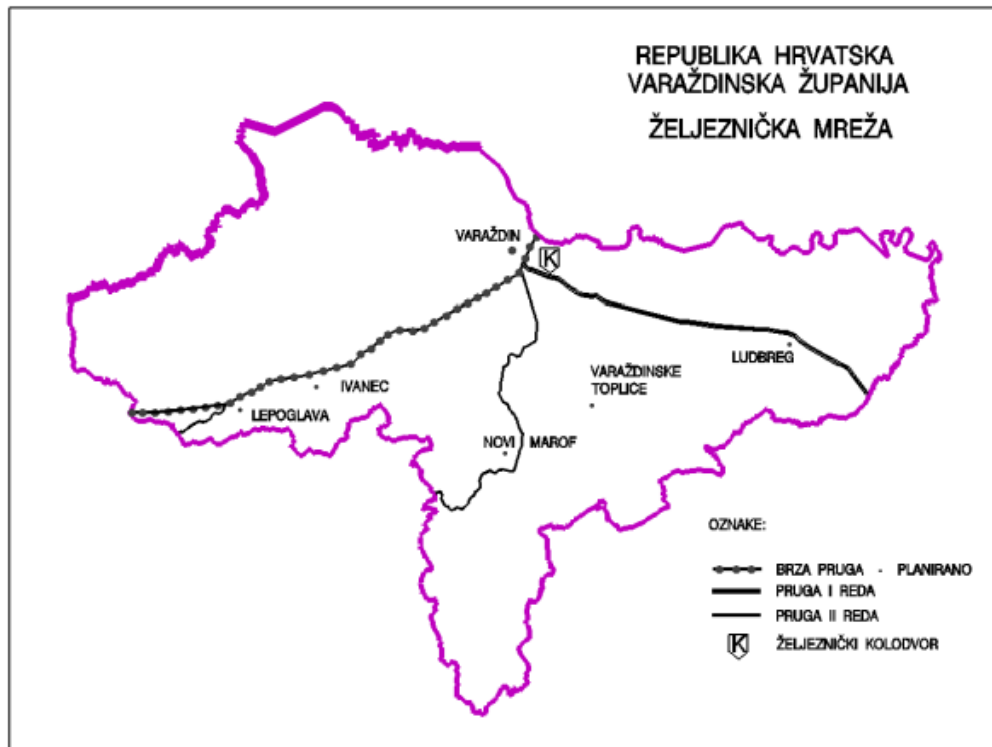 REPUBLIKA HRVATSKA
VARAŽDINSKA ŽUPANIJA
ŽELJEZNIČKA MREŽA
VARAŽDIN
K
LUDBREG
VARAŽDINSKE
TOPLICE
IVANEC
LEPOGLAVA
NOVI MAROF
OZNAKE:
BRZA PRUGA - PLANIRANO
PRUGA I REDA
PRUGA II REDA
K ŽELJEZNIČKI KOLODVOR